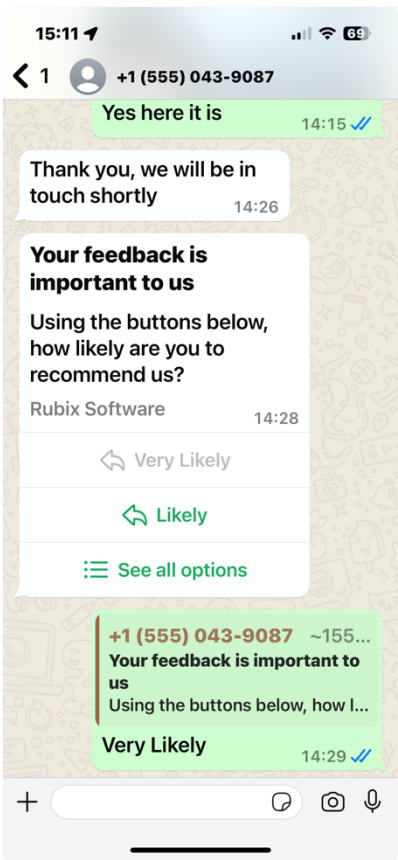 15:11
69
1
+1 (555) 043-9087
Yes here it is
14:15
Thank you, we will be in
touch shortly
14:26
Your feedback is
important to us
Using the buttons below,
how likely are you to
recommend us?
Rubix Software
14:28
Very Likely
Likely
See all options
+1 (555) 043-9087 ~155...
Your feedback is important to
us
Using the buttons below, how l...
Very Likely
14:29